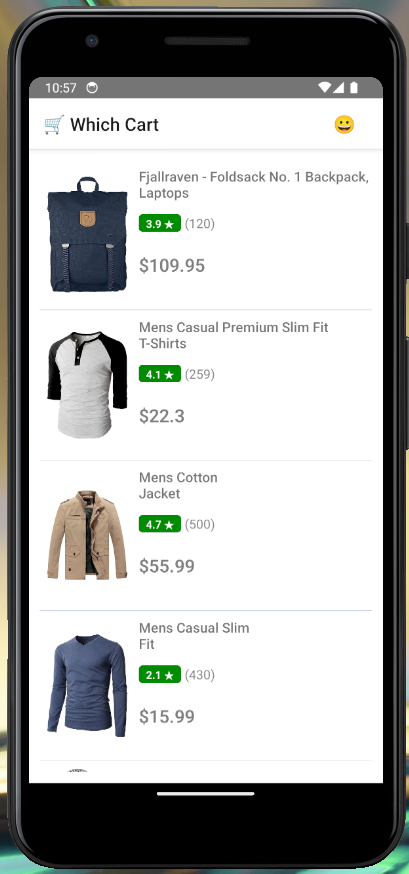 10:57
🛒 Which Cart 😀
Fjallraven - Foldsack No. 1 Backpack,
Laptops
3.9 ★ (120)
$109.95
Mens Casual Premium Slim Fit
T-Shirts
4.1 ★ (259)
$22.3
Mens Cotton
Jacket
4.7 ★ (500)
$55.99
Mens Casual Slim
Fit
2.1 ★ (430)
$15.99